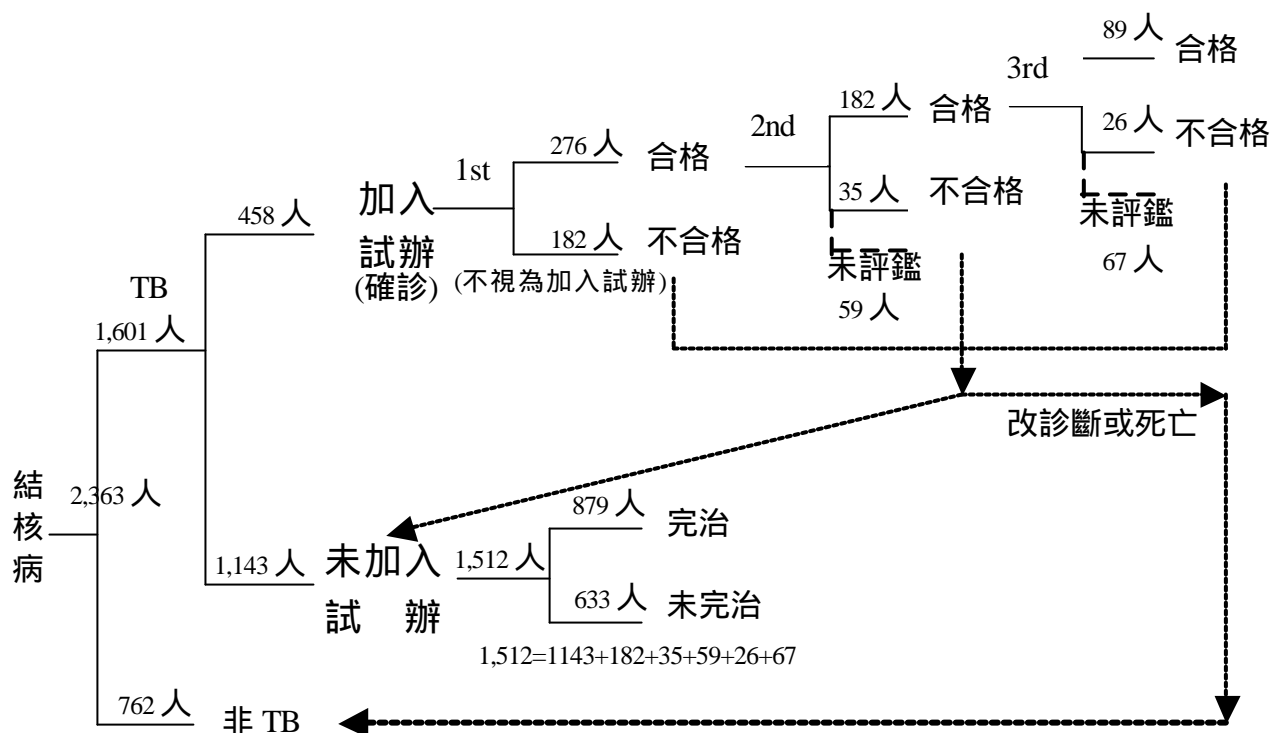 89 人 合格
3rd
182 人 合格
26 人 不合格
2nd
276 人 合格
1st
35 人 不合格
未評鑑
67 人
加入
試辦
(確診)
458 人
182 人 不合格
(不視為加入試辦)
未評鑑
59 人
TB
1,601 人
改診斷或死亡
結核病
2,363 人
879 人 完治
1,143 人
未加入
試 辦
1,512 人
633 人 未完治
1,512=1143+182+35+59+26+67
762 人 非 TB